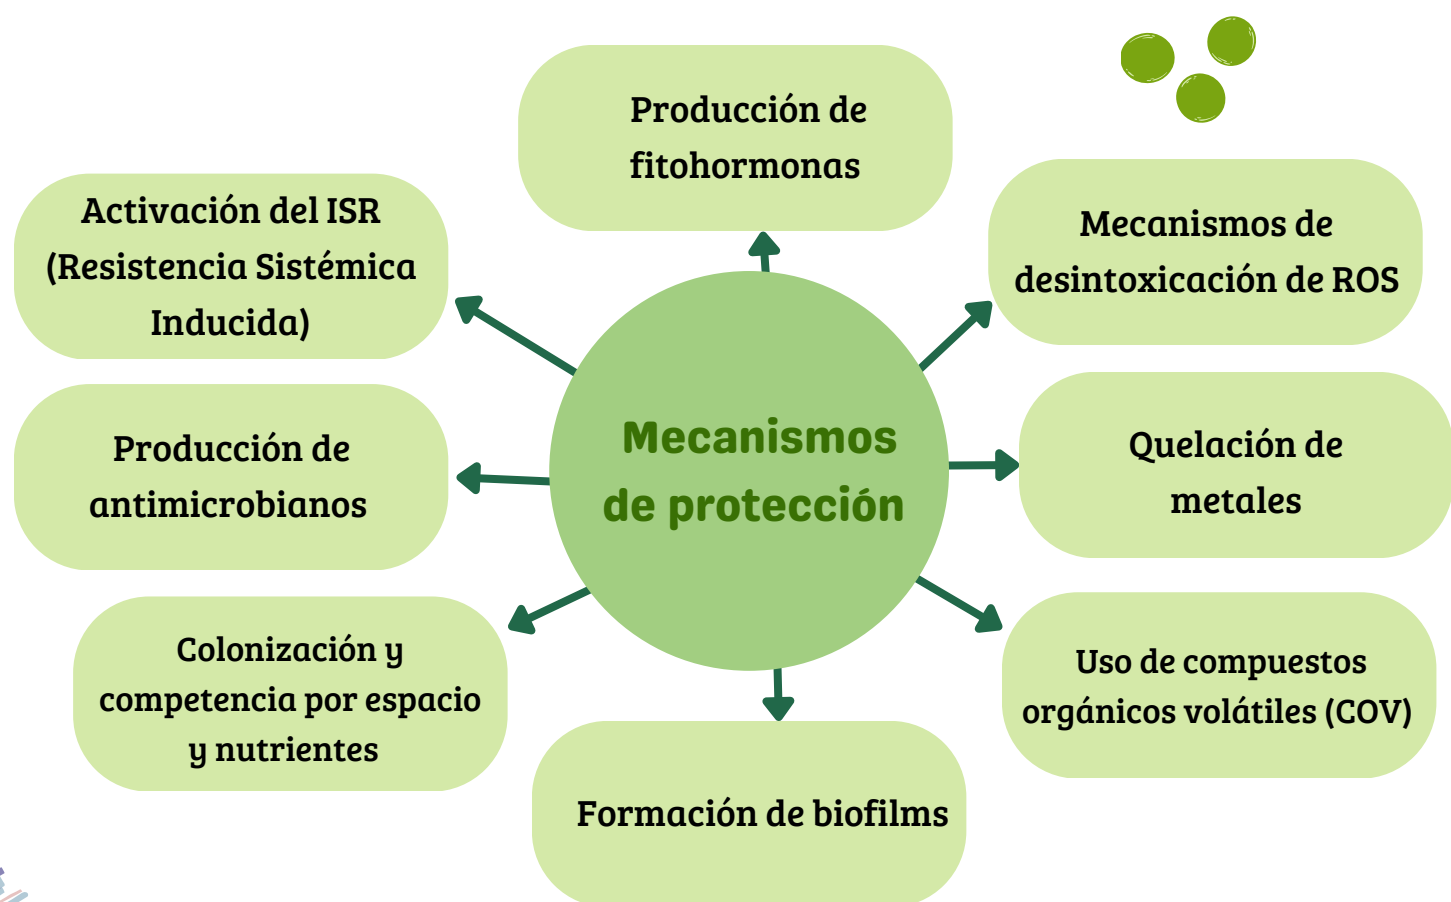 Producción de
fitohormonas
Activación del ISR
(Resistencia Sistémica
Inducida)
Mecanismos de
desintoxicación de ROS
Mecanismos
de protección
Producción de
antimicrobianos
Quelación de
metales
Colonización y
competencia por espacio
y nutrientes
Uso de compuestos
orgánicos volátiles (COV)
Formación de biofilms